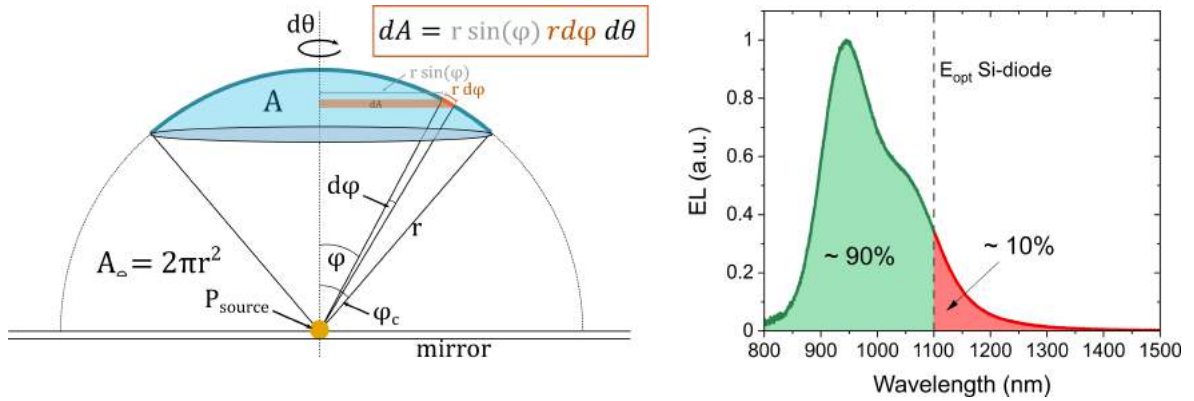 dθ
dA = r sin(φ) r dφ dθ
r sin(φ)
r dφ
A
dA
dφ
r
φ
A⌓ = 2πr²
P_source
φ_c
mirror
EL (a.u.)
1
0.8
0.6
0.4
0.2
0
E_opt Si-diode
~ 90%
~ 10%
800 900 1000 1100 1200 1300 1400 1500
Wavelength (nm)